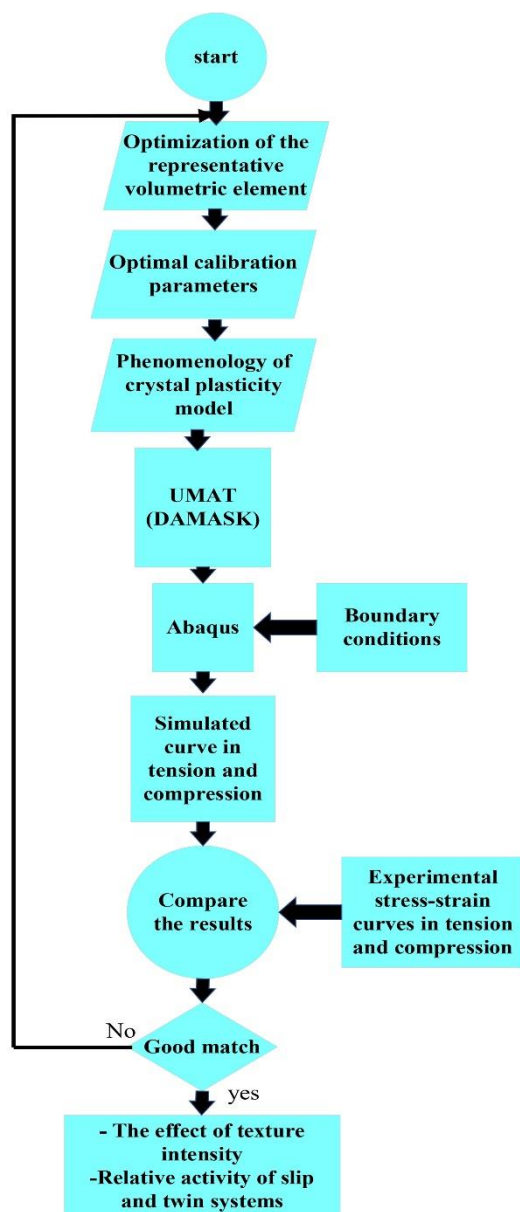 start
Optimization of the
representative
volumetric element
Optimal calibration
parameters
Phenomenology of
crystal plasticity
model
UMAT
(DAMASK)
Abaqus
Boundary
conditions
Simulated
curve in
tension and
compression
Compare
the results
Experimental
stress-strain
curves in tension
and compression
No
Good match
yes
- The effect of texture
intensity
-Relative activity of slip
and twin systems